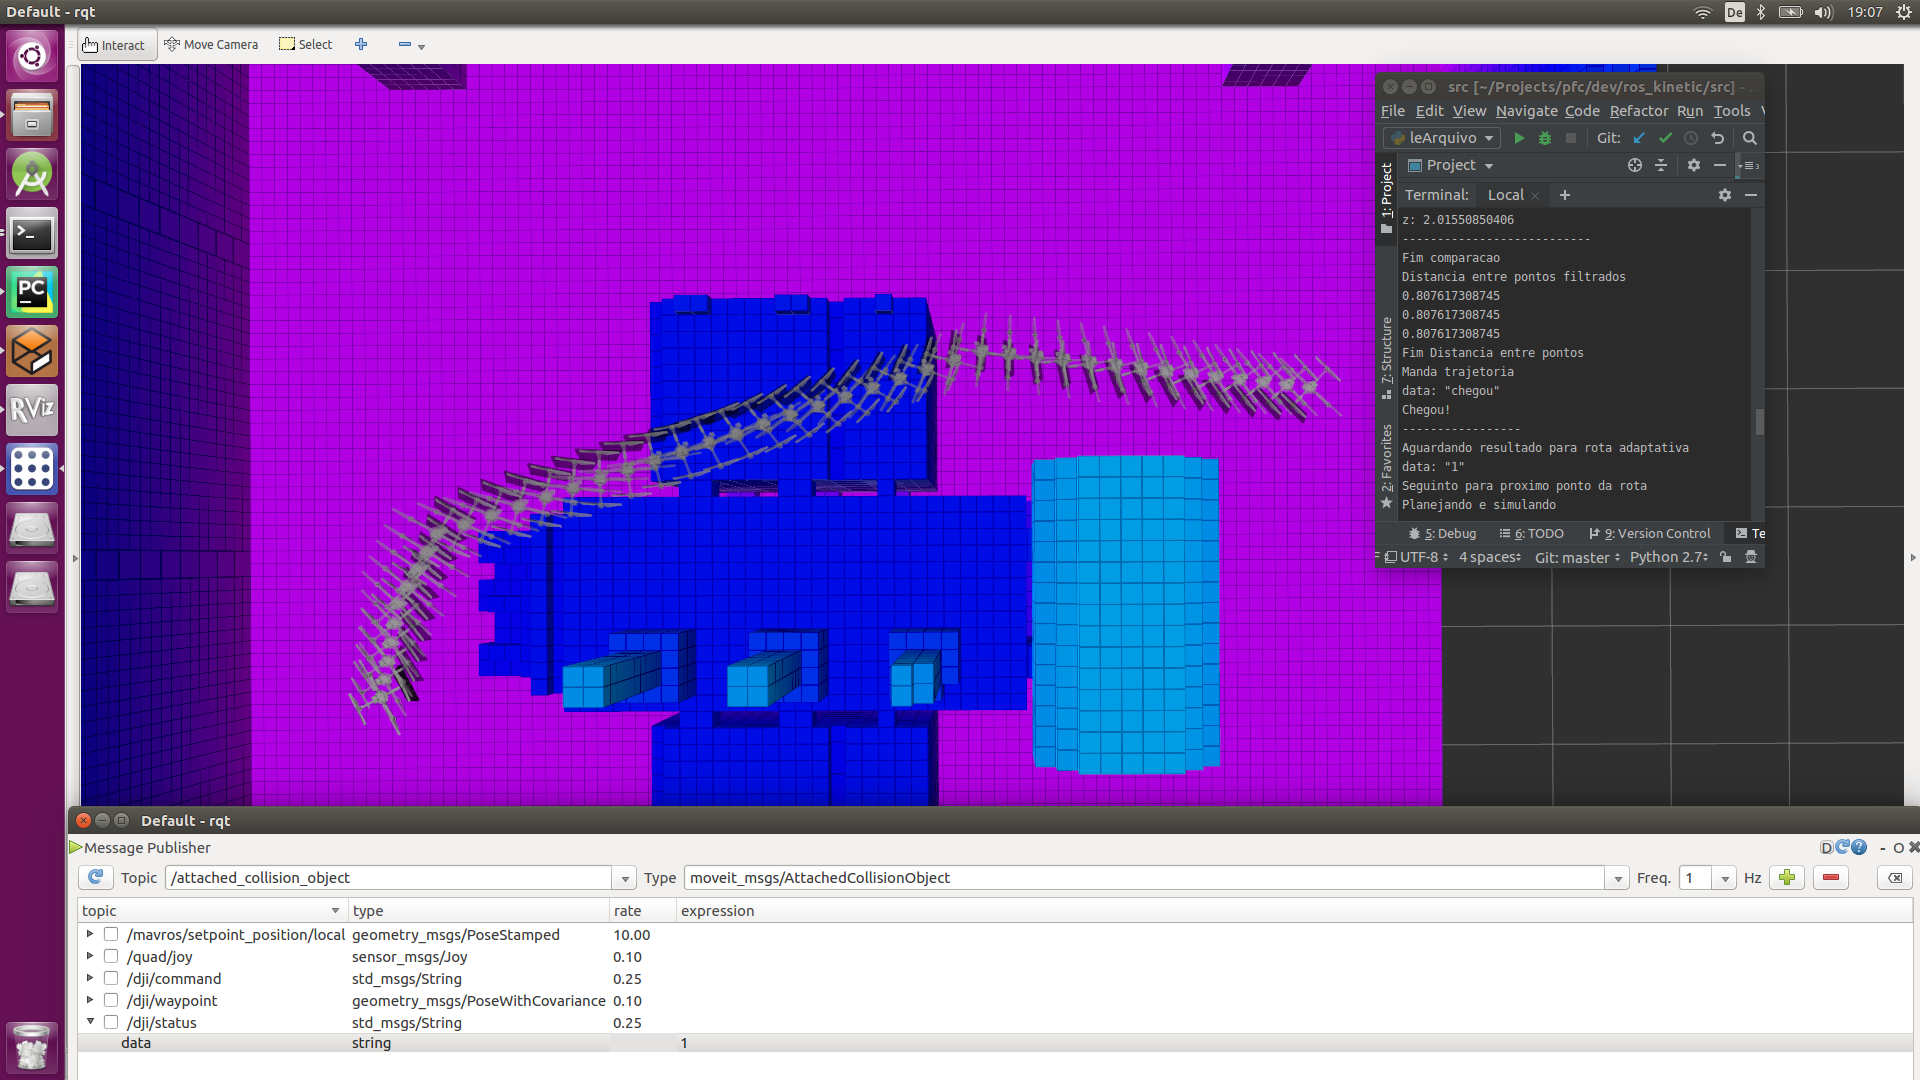 Default - rqt
De
19:07
Interact
Move Camera
Select
src [~/Projects/pfc/dev/ros_kinetic/src] - ..
File Edit View Navigate Code Refactor Run Tools
leArquivo
Git:
Project
1: Project
Terminal: Local
z: 2.01550850406
---------------------------
Fim comparacao
Distancia entre pontos filtrados
0.807617308745
0.807617308745
0.807617308745
Fim Distancia entre pontos
Manda trajetoria
data: "chegou"
Chegou!
-----------------
Aguardando resultado para rota adaptativa
data: "1"
Seguinto para proximo ponto da rota
Planejando e simulando
7: Structure
2: Favorites
5: Debug 6: TODO 9: Version Control Te
UTF-8 4 spaces Git: master Python 2.7
PC
RViz
Default - rqt
Message Publisher
D
- O
Topic /attached_collision_object Type moveit_msgs/AttachedCollisionObject Freq. 1 Hz
topic type rate expression
/mavros/setpoint_position/local geometry_msgs/PoseStamped 10.00
/quad/joy sensor_msgs/Joy 0.10
/dji/command std_msgs/String 0.25
/dji/waypoint geometry_msgs/PoseWithCovariance 0.10
/dji/status std_msgs/String 0.25
data string 1